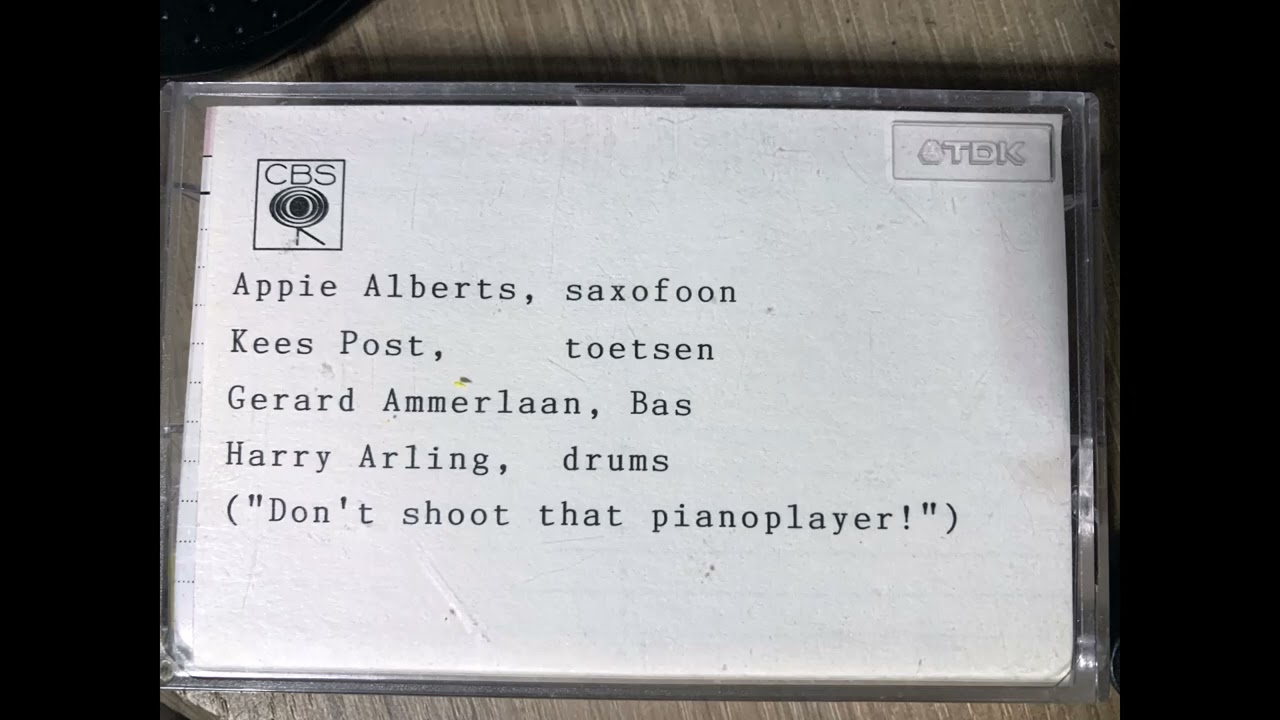 TDK
CBS
Appie Alberts, saxofoon
Kees Post, toetsen
Gerard Ammerlaan, Bas
Harry Arling, drums
("Don't shoot that pianoplayer!")